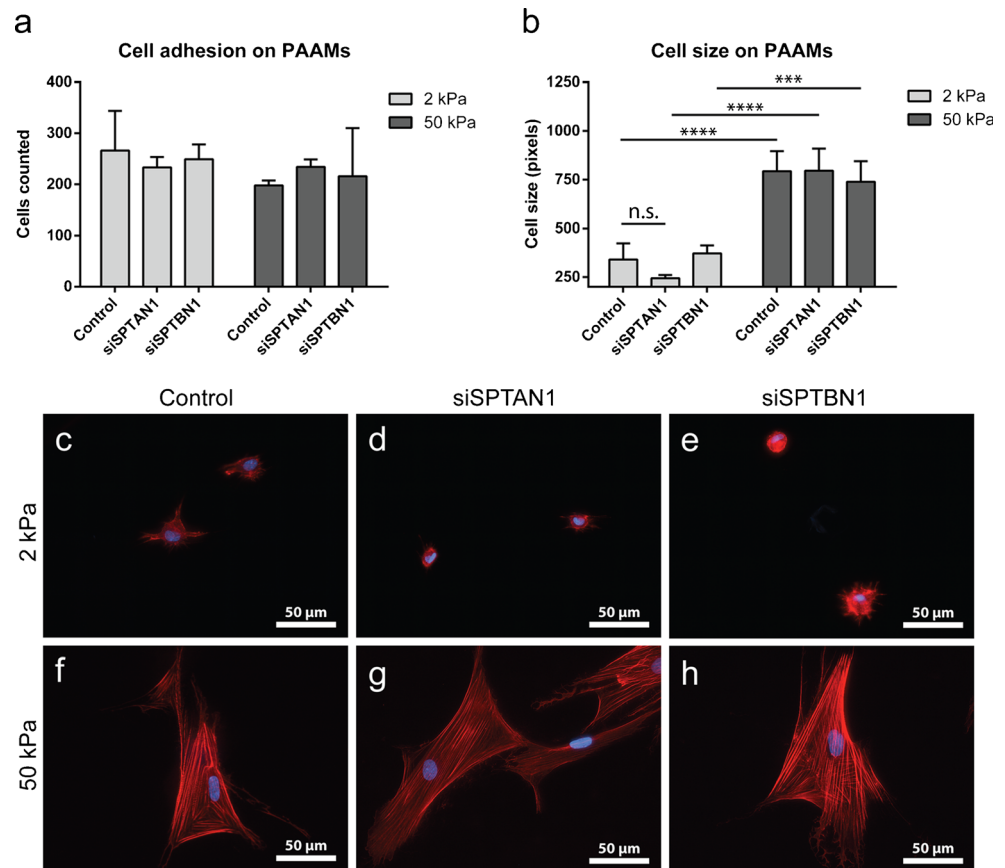 a
Cell adhesion on PAAMs
400
300
200
100
0
Cells counted
Control
siSPTAN1
siSPTBN1
Control
siSPTAN1
siSPTBN1
2 kPa
50 kPa
b
Cell size on PAAMs
1250
1000
750
500
250
Cell size (pixels)
n.s.
****
****
***
Control
siSPTAN1
siSPTBN1
Control
siSPTAN1
siSPTBN1
2 kPa
50 kPa
Control
siSPTAN1
siSPTBN1
2 kPa
c
50 µm
d
50 µm
e
50 µm
50 kPa
f
50 µm
g
50 µm
h
50 µm